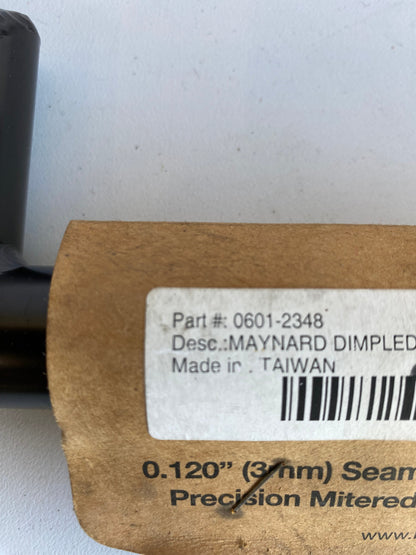 Part #: 0601-2348
Desc.:MAYNARD DIMPLED
Made in . TAIWAN
0.120" (3mm) Seam
Precision Mitered